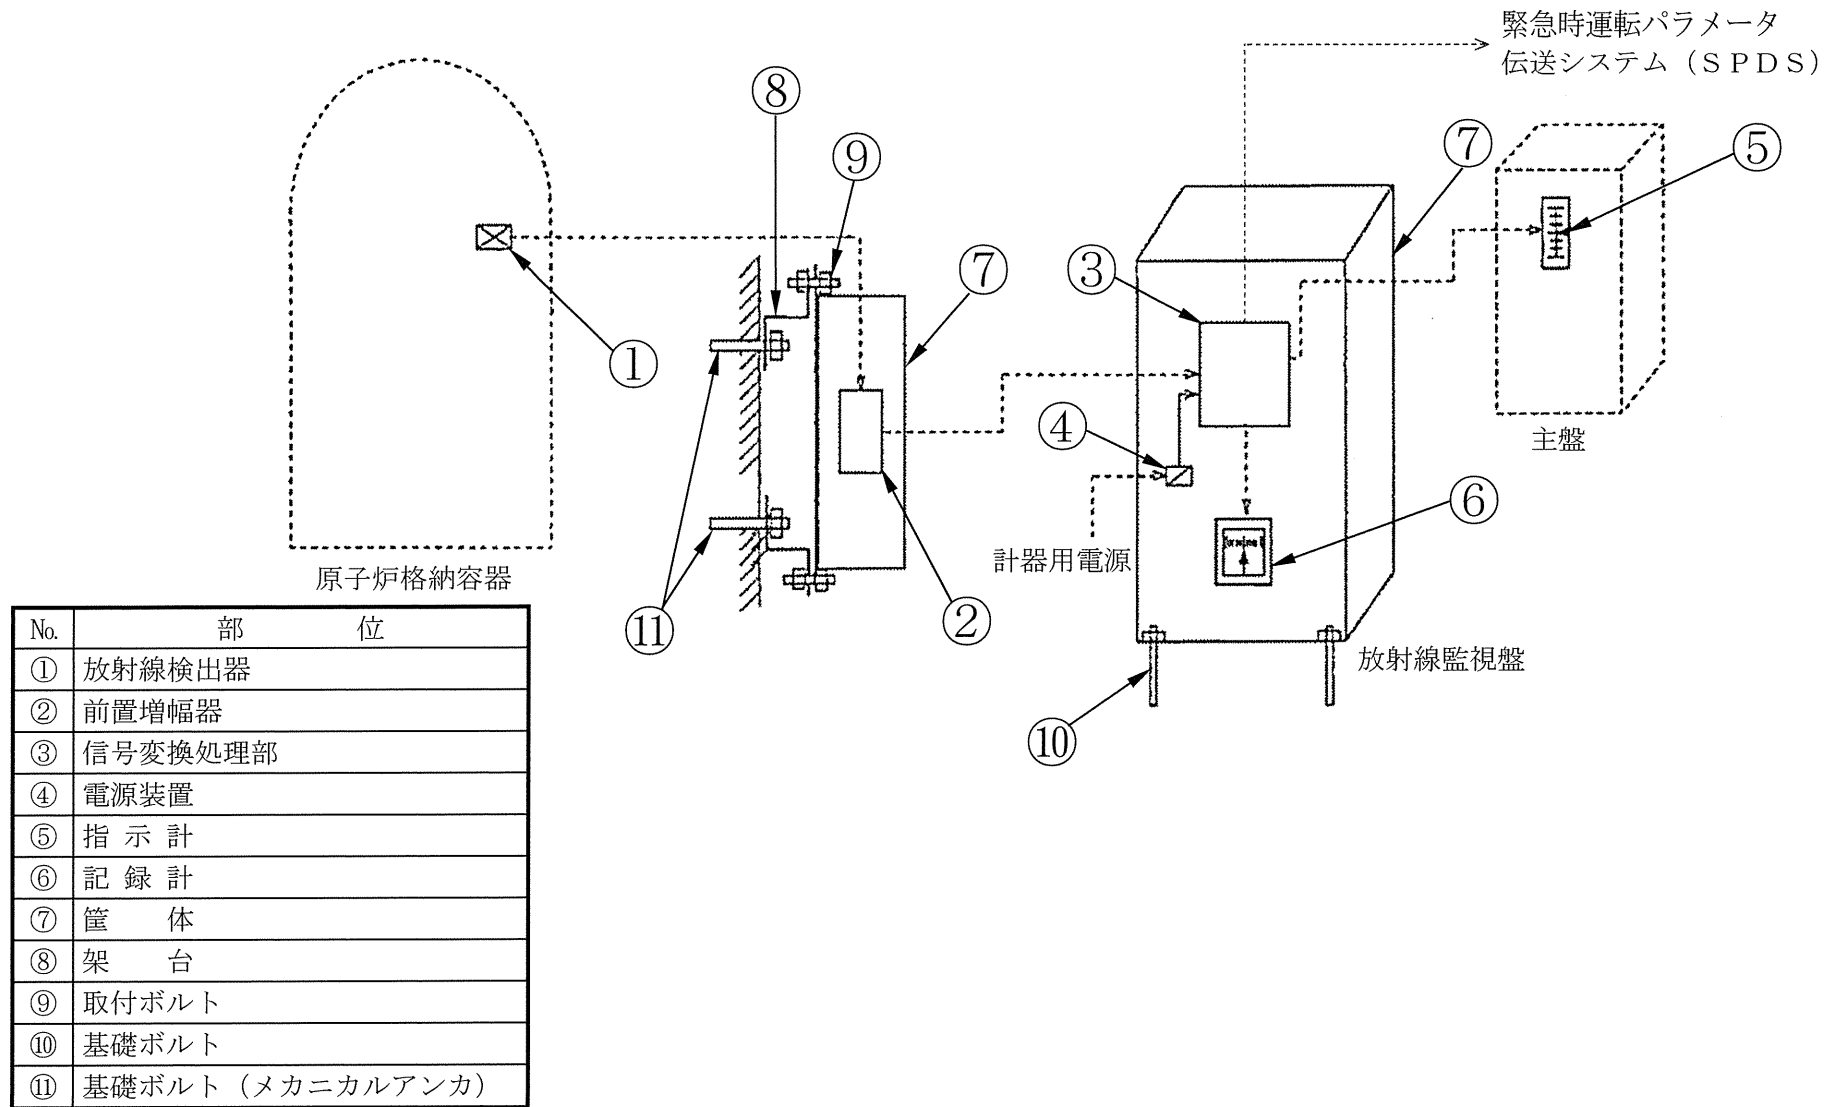 緊急時運転パラメータ
伝送システム（ＳＰＤＳ）
⑧
⑨
⑦
⑤
⑦
③
①
④
主盤
⑥
計器用電源
原子炉格納容器
⑪
②
放射線監視盤
⑩
№ 部 位
① 放射線検出器
② 前置増幅器
③ 信号変換処理部
④ 電源装置
⑤ 指 示 計
⑥ 記 録 計
⑦ 筐 体
⑧ 架 台
⑨ 取付ボルト
⑩ 基礎ボルト
⑪ 基礎ボルト（メカニカルアンカ）